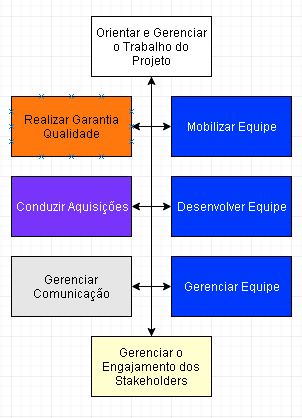 Orientar e Gerenciar
o Trabalho do
Projeto
Realizar Garantia
Qualidade
Mobilizar Equipe
Conduzir Aquisições
Desenvolver Equipe
Gerenciar
Comunicação
Gerenciar Equipe
Gerenciar o
Engajamento dos
Stakeholders